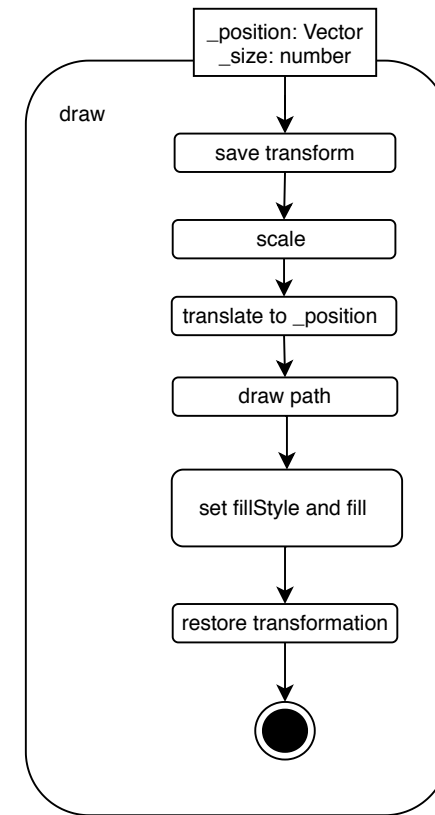 _position: Vector
_size: number
draw
save transform
scale
translate to _position
draw path
set fillStyle and fill
restore transformation